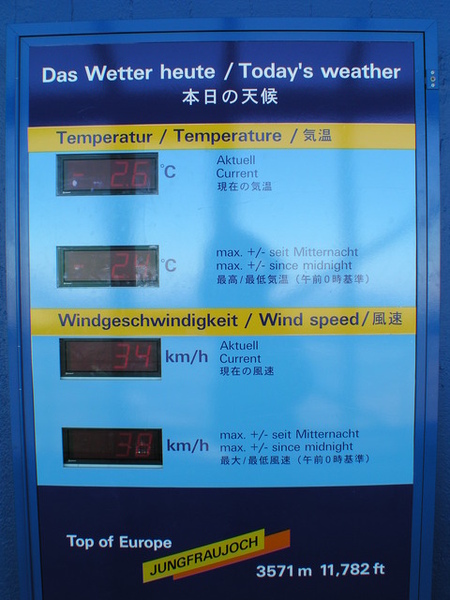 Das Wetter heute / Today's weather
本日の天候
Temperatur / Temperature / 気温
26 °C
Aktuell
Current
現在の気温
°C
max. +/- seit Mitternacht
max. +/- since midnight
最高/最低気温（午前0時基準）
Windgeschwindigkeit / Wind speed / 風速
34 km/h
Aktuell
Current
現在の風速
38 km/h
max. +/- seit Mitternacht
max. +/- since midnight
最大/最低風速（午前0時基準）
Top of Europe
JUNGFRAUJOCH
3571 m 11,782 ft